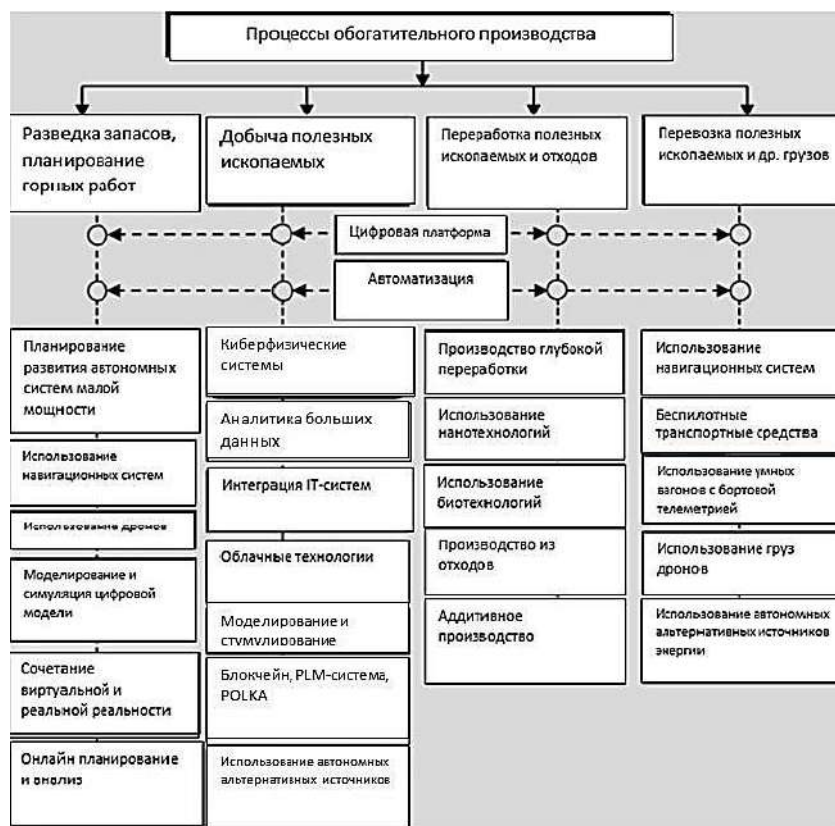 Процессы обогатительного производства
Разведка запасов,
планирование
горных работ
Добыча полезных
ископаемых
Переработка полезных
ископаемых и отходов
Перевозка полезных
ископаемых и др. грузов
Цифровая платформа
Автоматизация
Планирование
развития автономных
систем малой
мощности
Использование
навигационных систем
Использование дронов
Моделирование и
симуляция цифровой
модели
Сочетание
виртуальной и
реальной реальности
Онлайн планирование
и анализ
Киберфизические
системы
Аналитика больших
данных
Интеграция IT-систем
Облачные технологии
Моделирование и
стумулирование
Блокчейн, PLM-система,
POLKA
Использование автономных
альтернативных источников
Производство глубокой
переработки
Использование
нанотехнологий
Использование
биотехнологий
Производство из
отходов
Аддитивное
производство
Использование
навигационных систем
Беспилотные
транспортные средства
Использование умных
вагонов с бортовой
телеметрией
Использование груз
дронов
Использование автономных
альтернативных источников
энергии